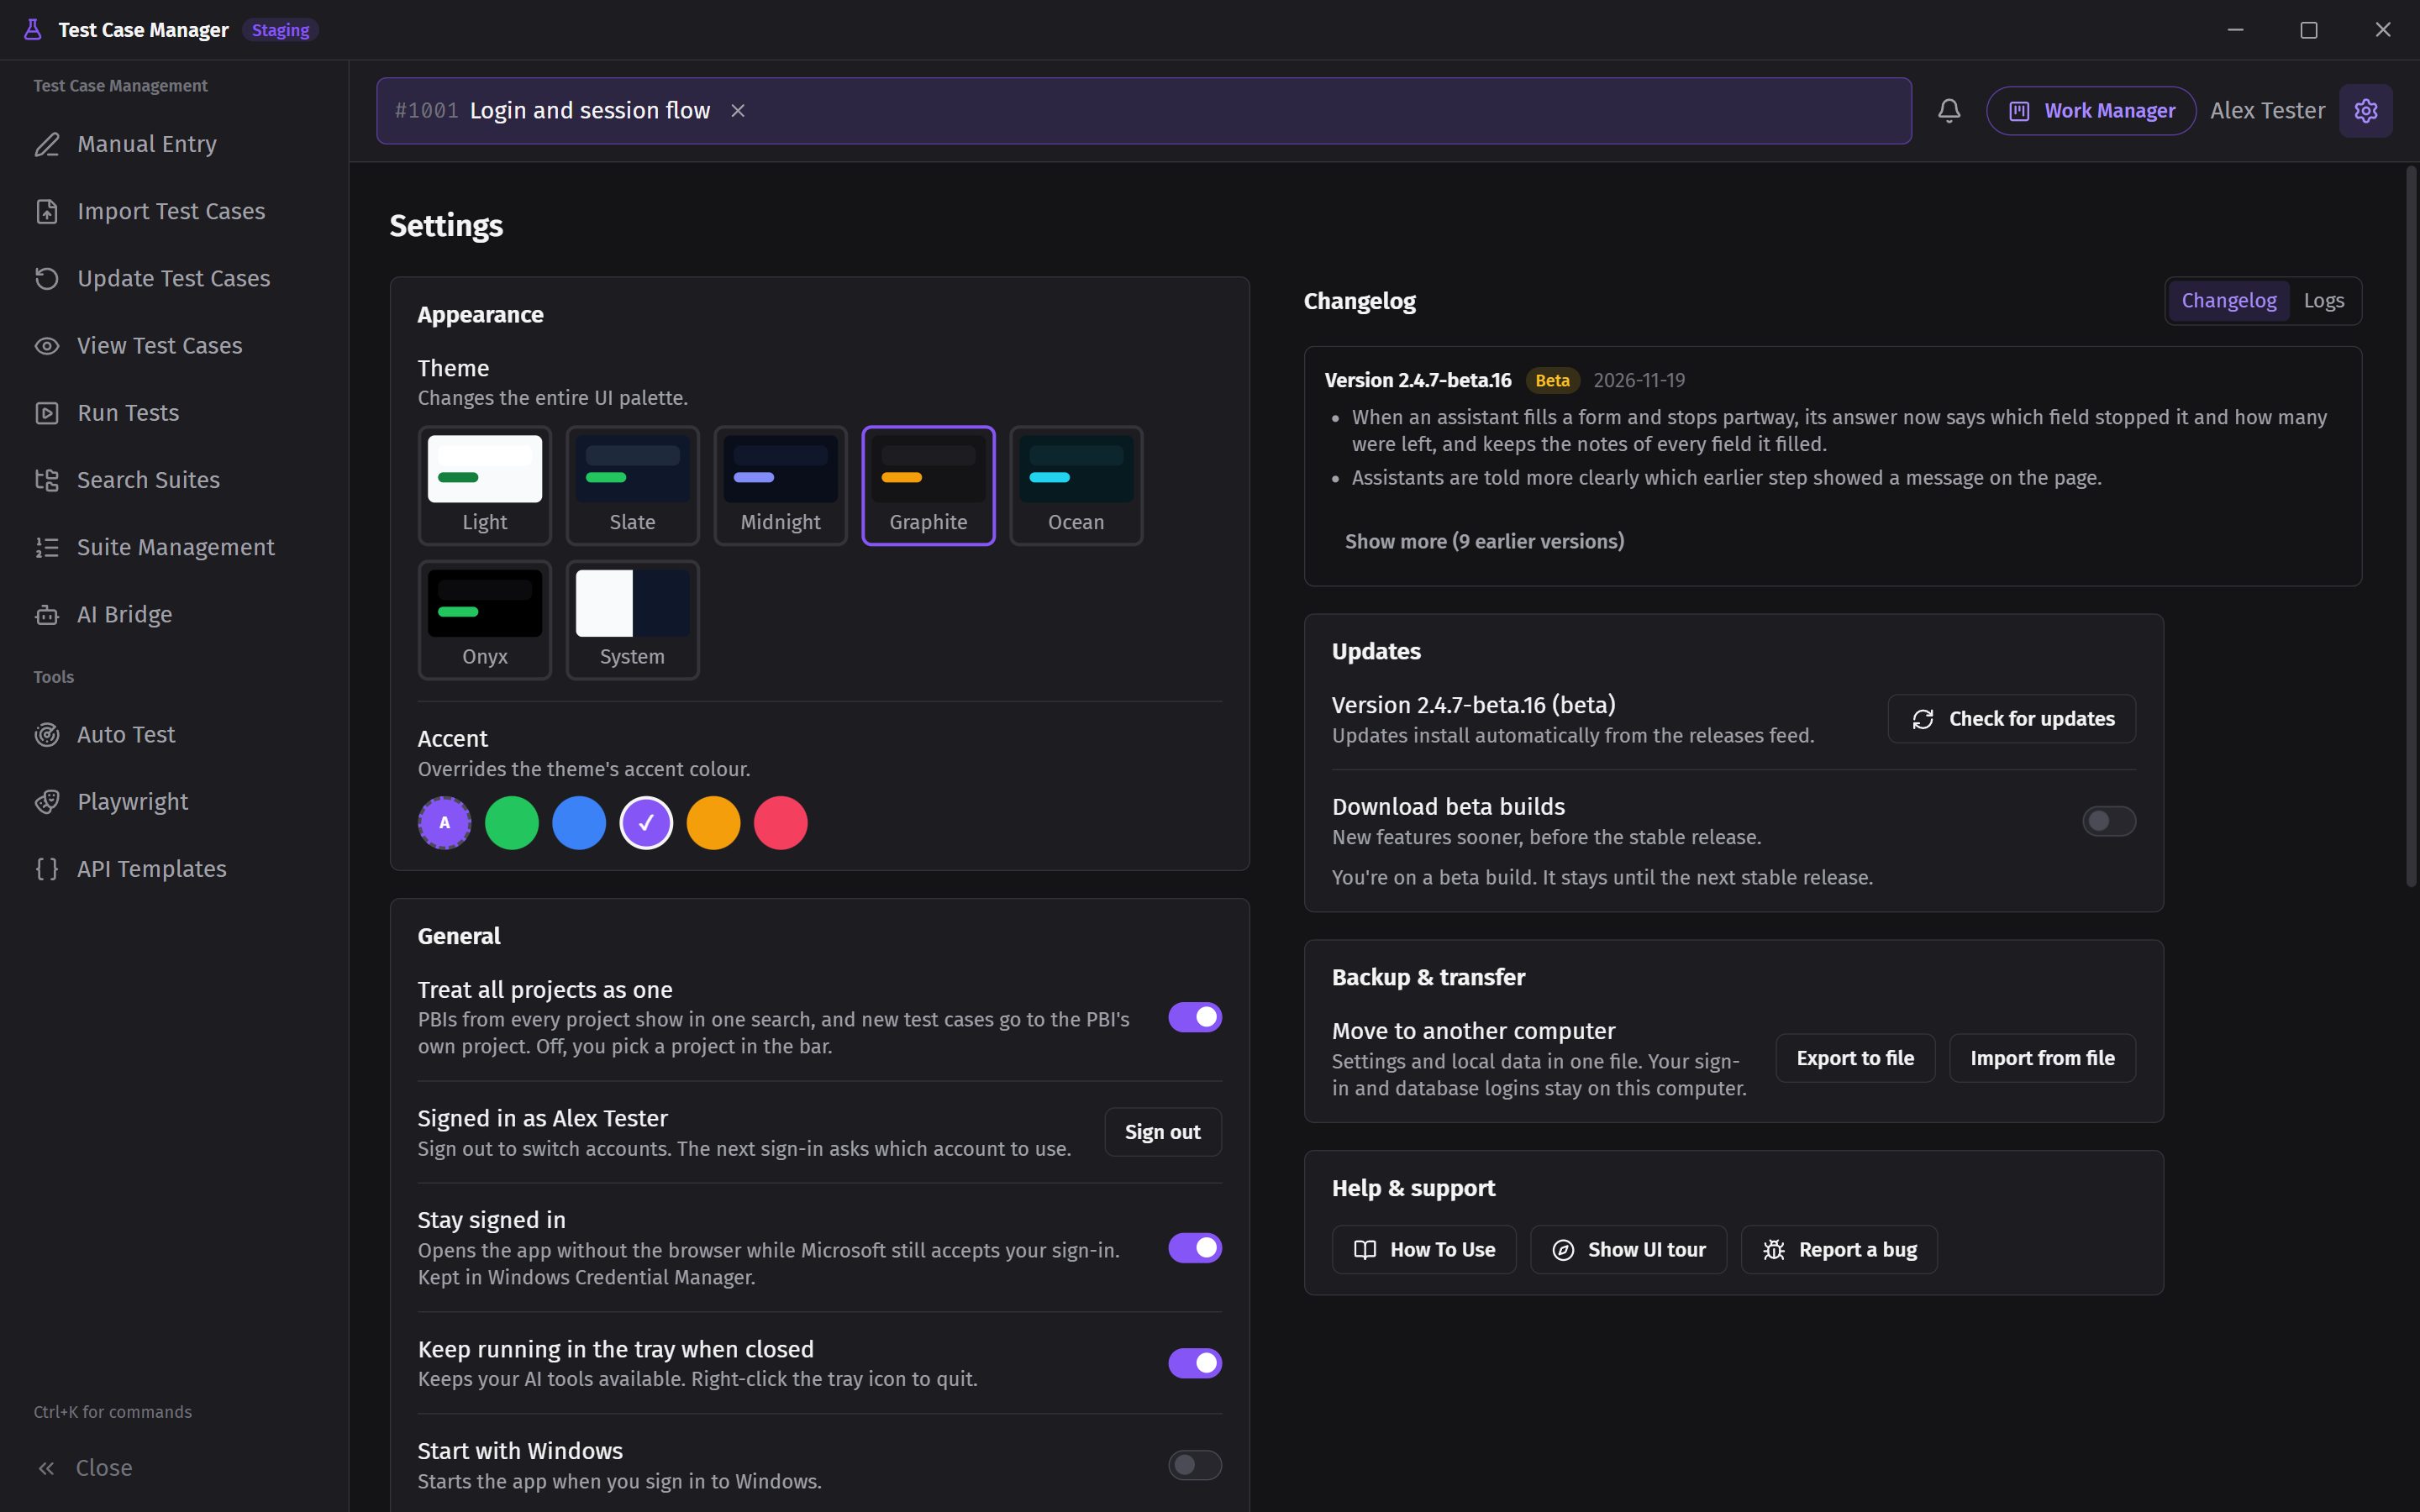 Test Case Manager Staging
Test Case Management
Manual Entry
Import Test Cases
Update Test Cases
View Test Cases
Run Tests
Search Suites
Suite Management
AI Bridge
Tools
Auto Test
Playwright
API Templates
Ctrl+K for commands
Close
#1001 Login and session flow
Work Manager
Alex Tester
Settings
Appearance
Theme
Changes the entire UI palette.
Light Slate Midnight Graphite Ocean
Onyx System
Accent
Overrides the theme's accent colour.
A
General
Treat all projects as one
PBIs from every project show in one search, and new test cases go to the PBI's
own project. Off, you pick a project in the bar.
Signed in as Alex Tester
Sign out to switch accounts. The next sign-in asks which account to use.
Sign out
Stay signed in
Opens the app without the browser while Microsoft still accepts your sign-in.
Kept in Windows Credential Manager.
Keep running in the tray when closed
Keeps your AI tools available. Right-click the tray icon to quit.
Start with Windows
Starts the app when you sign in to Windows.
Changelog
Changelog Logs
Version 2.4.7-beta.16 Beta 2026-11-19
• When an assistant fills a form and stops partway, its answer now says which field stopped it and how many
were left, and keeps the notes of every field it filled.
• Assistants are told more clearly which earlier step showed a message on the page.
Show more (9 earlier versions)
Updates
Version 2.4.7-beta.16 (beta)
Updates install automatically from the releases feed.
Check for updates
Download beta builds
New features sooner, before the stable release.
You're on a beta build. It stays until the next stable release.
Backup & transfer
Move to another computer
Settings and local data in one file. Your sign-
in and database logins stay on this computer.
Export to file Import from file
Help & support
How To Use Show UI tour Report a bug